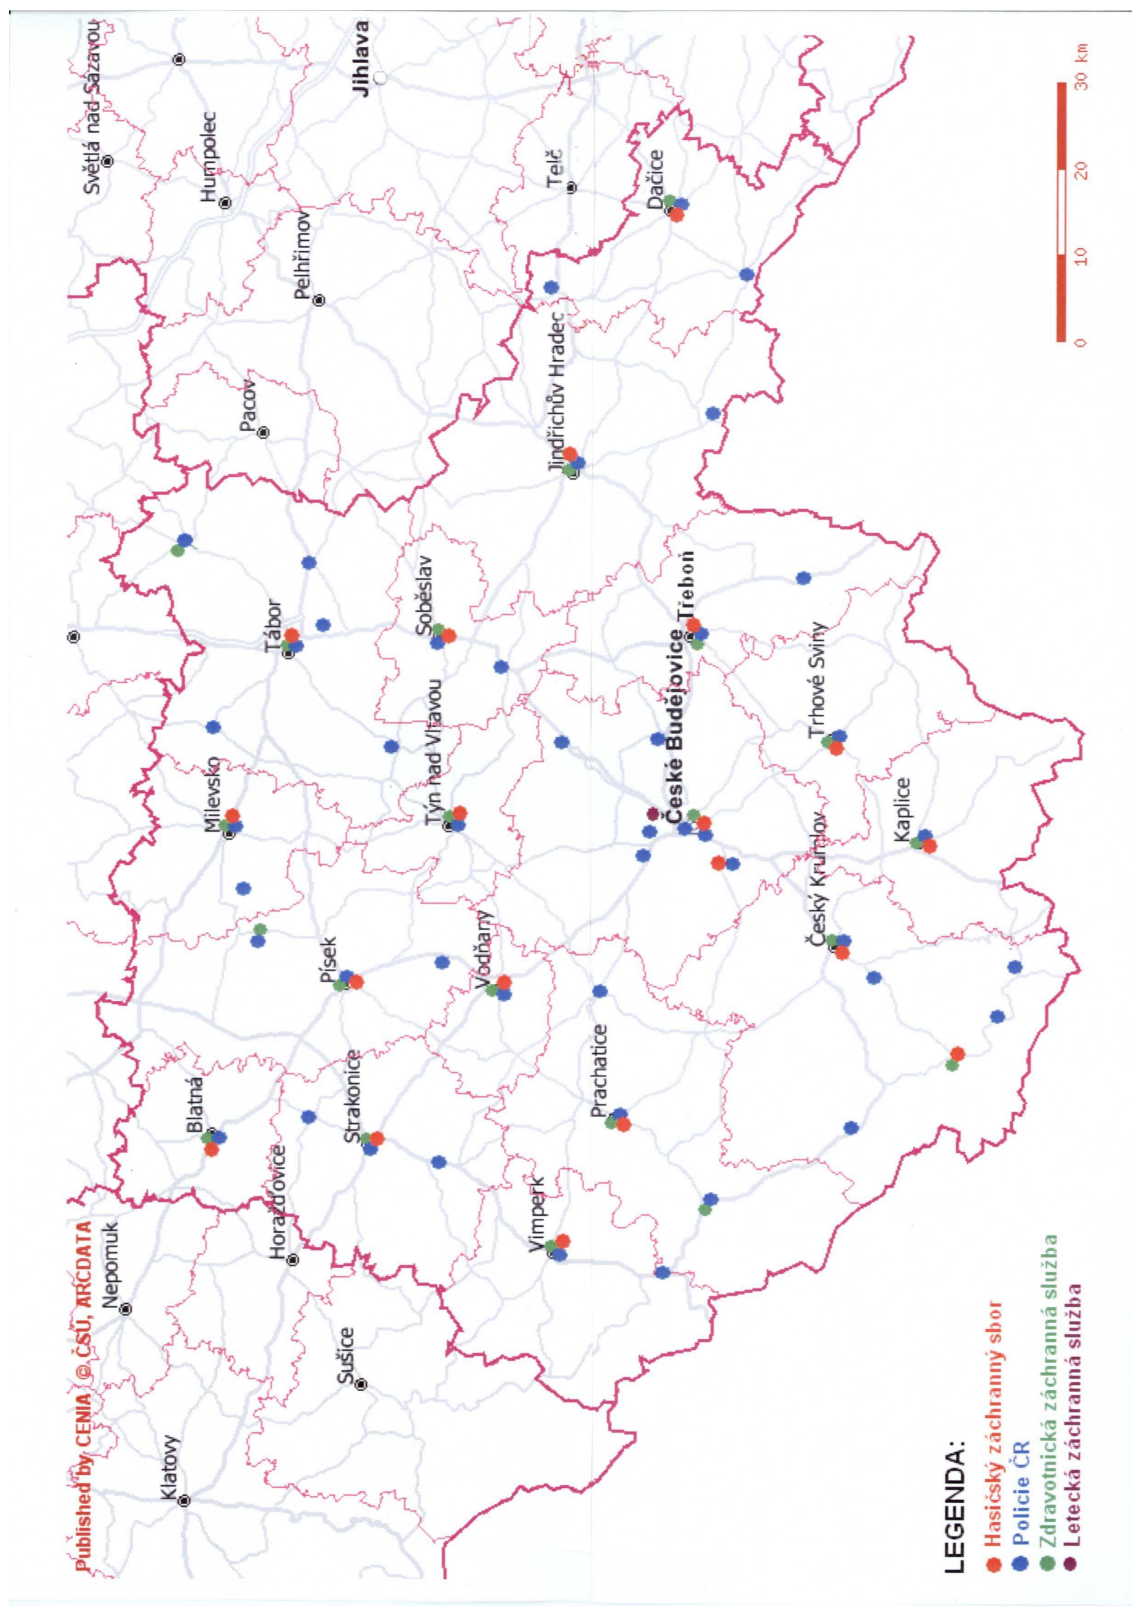 Published by CENIA © ČSÚ, ARCDATA
Světlá nad Sázavou
Humpolec
Jihlava
Pelhřimov
Pacov
Telč
Dačice
Jindřichův Hradec
Tábor
Soběslav
Třeboň
Milevsko
Týn nad Vltavou
České Budějovice
Trhové Sviny
Kaplice
Český Krumlov
Písek
Vodňany
Blatná
Strakonice
Prachatice
Vimperk
Nepomuk
Horažďovice
Sušice
Klatovy
0 10 20 30 km
LEGENDA:
Hasičský záchranný sbor
Policie ČR
Zdravotnická záchranná služba
Letecká záchranná služba